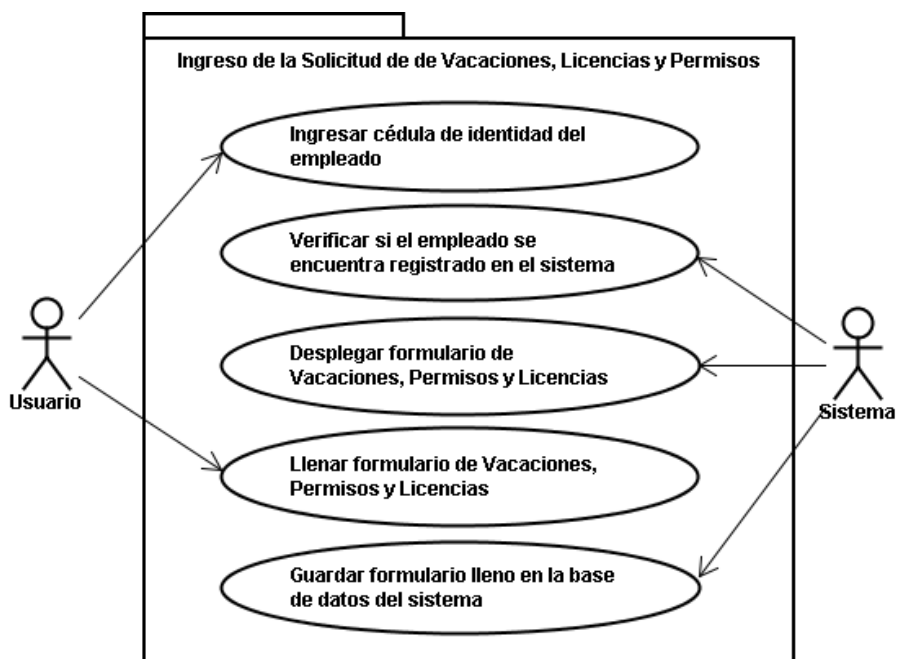 Ingreso de la Solicitud de de Vacaciones, Licencias y Permisos
Ingresar cédula de identidad del
empleado
Verificar si el empleado se
encuentra registrado en el sistema
Desplegar formulario de
Vacaciones, Permisos y Licencias
Usuario
Sistema
Llenar formulario de Vacaciones,
Permisos y Licencias
Guardar formulario lleno en la base
de datos del sistema